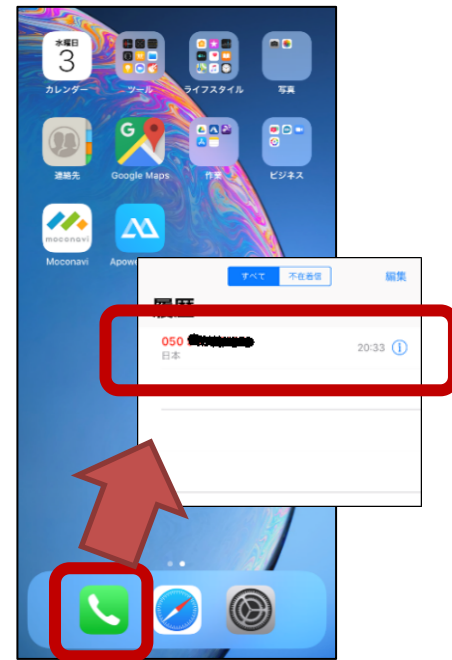 水曜日
3
カレンダー
ツール
ライフスタイル
写真
連絡先
G
Google Maps
作業
ビジネス
moconavi
Moconavi
Apowe
すべて
不在着信
編集
履歴
050
20:33
日本